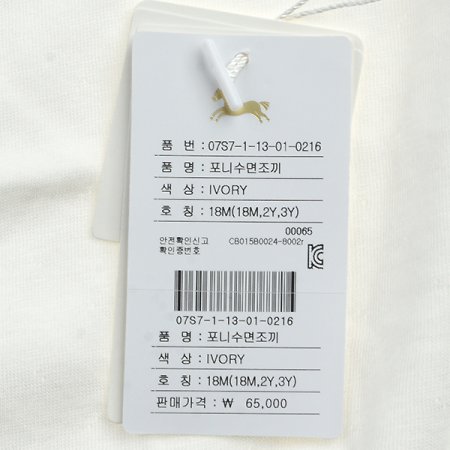 품 번 : 07S7-1-13-01-0216
품 명 : 포니수면조끼
색 상 : IVORY
호 칭 : 18M(18M,2Y,3Y)
00065
안전확인신고 CB015B0024-8002r
확인증번호
07S7-1-13-01-0216
품 명 : 포니수면조끼
색 상 : IVORY
호 칭 : 18M(18M,2Y,3Y)
판매가격 : ₩ 65,000